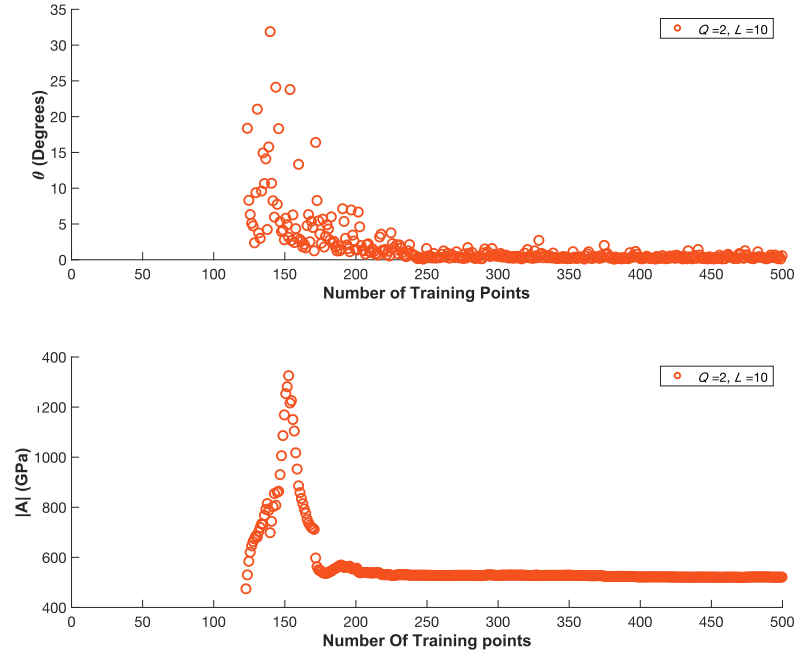 35
30
25
20
15
10
5
0
θ (Degrees)
Q =2, L =10
0 50 100 150 200 250 300 350 400 450 500
Number of Training Points
400
1200
000
800
600
400
|A| (GPa)
Q =2, L =10
0 50 100 150 200 250 300 350 400 450 500
Number Of Training points